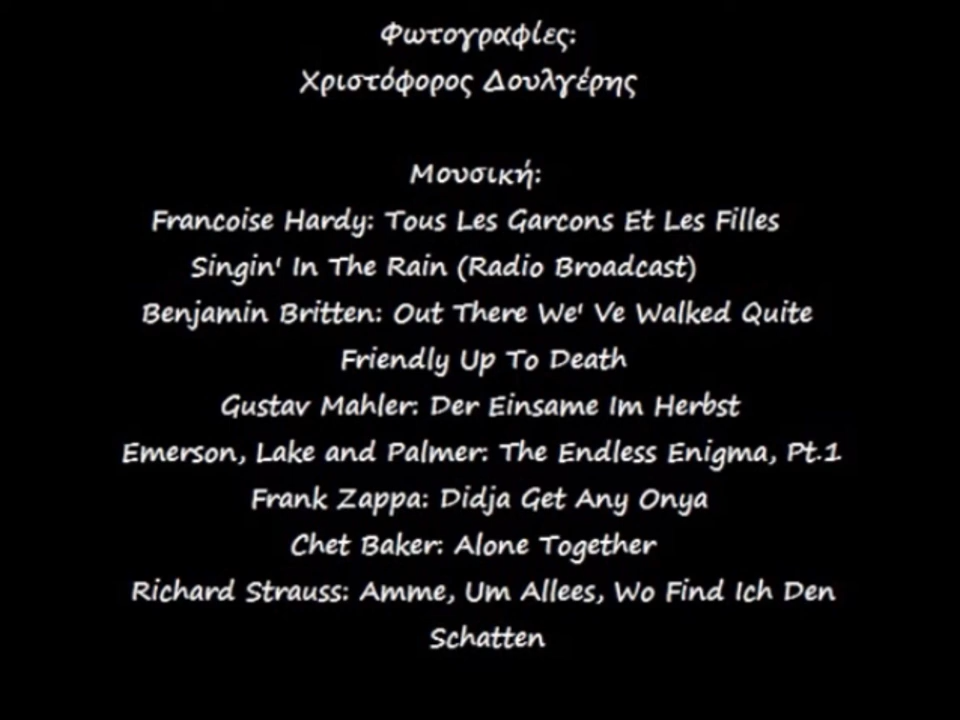 Φωτογραφίες:
Χριστόφορος Δουλγέρης
Μουσική:
Francoise Hardy: Tous Les Garcons Et Les Filles
Singin' In The Rain (Radio Broadcast)
Benjamin Britten: Out There We' Ve Walked Quite
Friendly Up To Death
Gustav Mahler: Der Einsame Im Herbst
Emerson, Lake and Palmer: The Endless Enigma, Pt.1
Frank Zappa: Didja Get Any Onya
Chet Baker: Alone Together
Richard Strauss: Amme, Um Allees, Wo Find Ich Den
Schatten